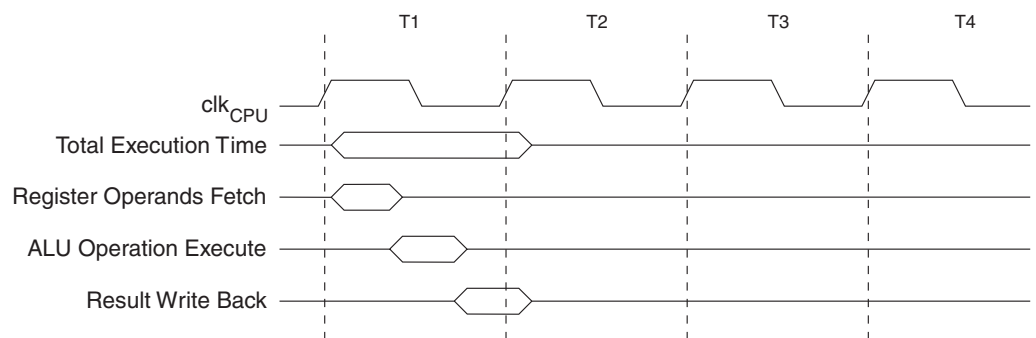 T1 T2 T3 T4
clkCPU
Total Execution Time
Register Operands Fetch
ALU Operation Execute
Result Write Back